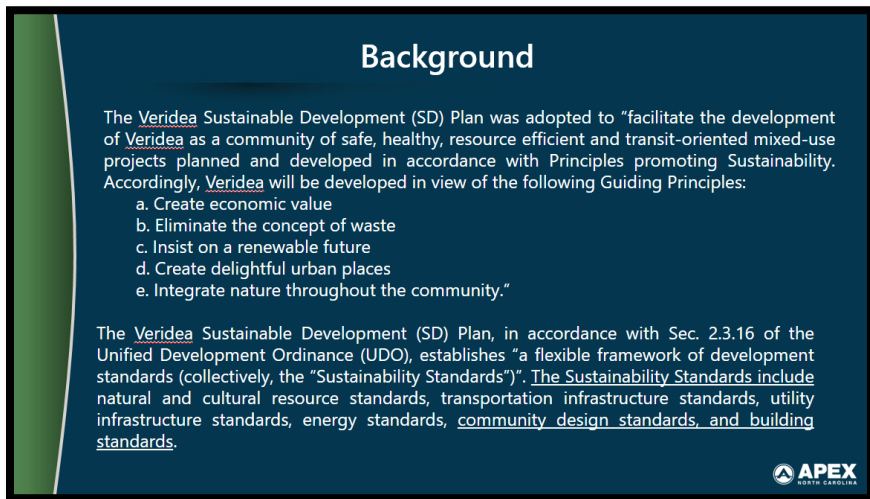 Background
The Veridea Sustainable Development (SD) Plan was adopted to “facilitate the development
of Veridea as a community of safe, healthy, resource efficient and transit-oriented mixed-use
projects planned and developed in accordance with Principles promoting Sustainability.
Accordingly, Veridea will be developed in view of the following Guiding Principles:
a. Create economic value
b. Eliminate the concept of waste
c. Insist on a renewable future
d. Create delightful urban places
e. Integrate nature throughout the community.”
The Veridea Sustainable Development (SD) Plan, in accordance with Sec. 2.3.16 of the
Unified Development Ordinance (UDO), establishes “a flexible framework of development
standards (collectively, the “Sustainability Standards”)”. The Sustainability Standards include
natural and cultural resource standards, transportation infrastructure standards, utility
infrastructure standards, energy standards, community design standards, and building
standards.
APEX
NORTH CAROLINA